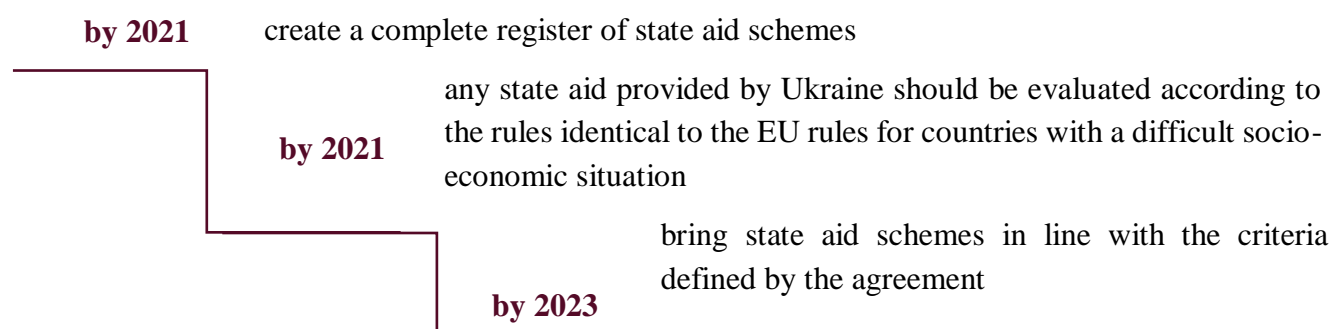 by 2021 create a complete register of state aid schemes
any state aid provided by Ukraine should be evaluated according to
the rules identical to the EU rules for countries with a difficult socio-
by 2021
economic situation
bring state aid schemes in line with the criteria
defined by the agreement
by 2023